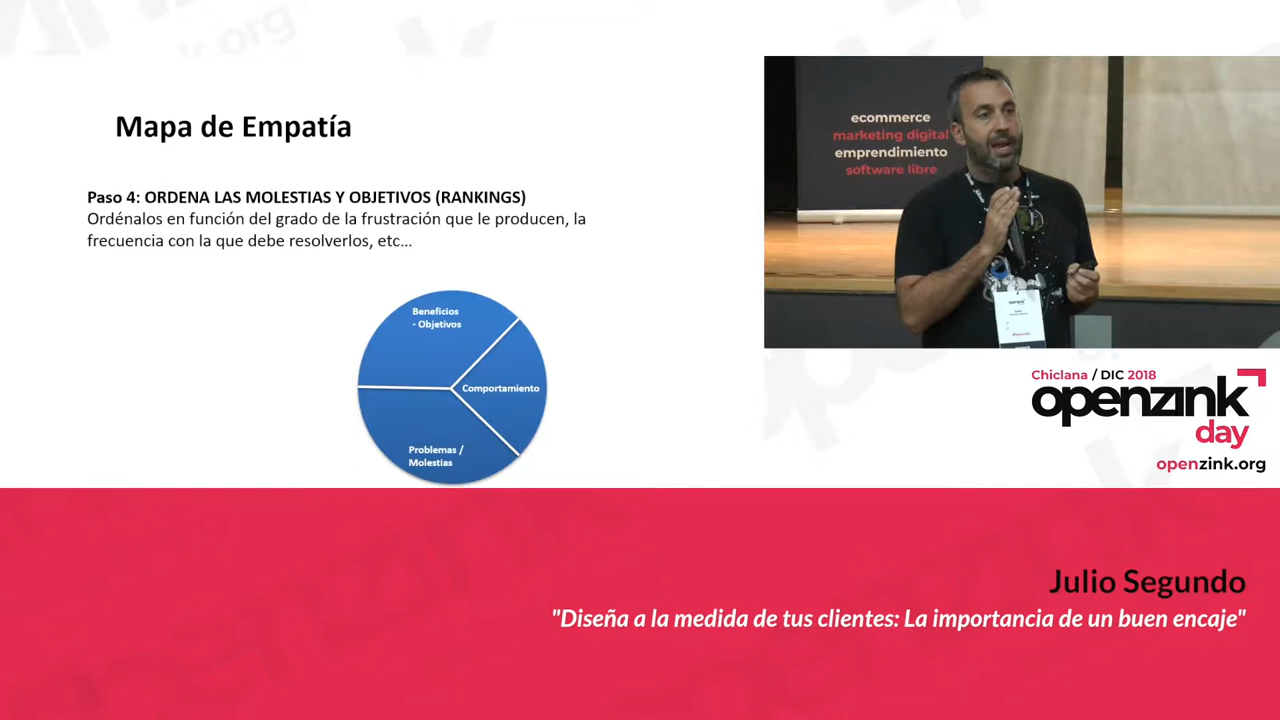 Mapa de Empatía
Paso 4: ORDENA LAS MOLESTIAS Y OBJETIVOS (RANKINGS)
Ordénalos en función del grado de la frustración que le producen, la
frecuencia con la que debe resolverlos, etc...
Beneficios
- Objetivos
Comportamiento
Problemas /
Molestias
ecommerce
marketing digital
emprendimiento
software libre
Chiclana / DIC 2018
openzink
day
openzink.org
Julio Segundo
"Diseña a la medida de tus clientes: La importancia de un buen encaje"